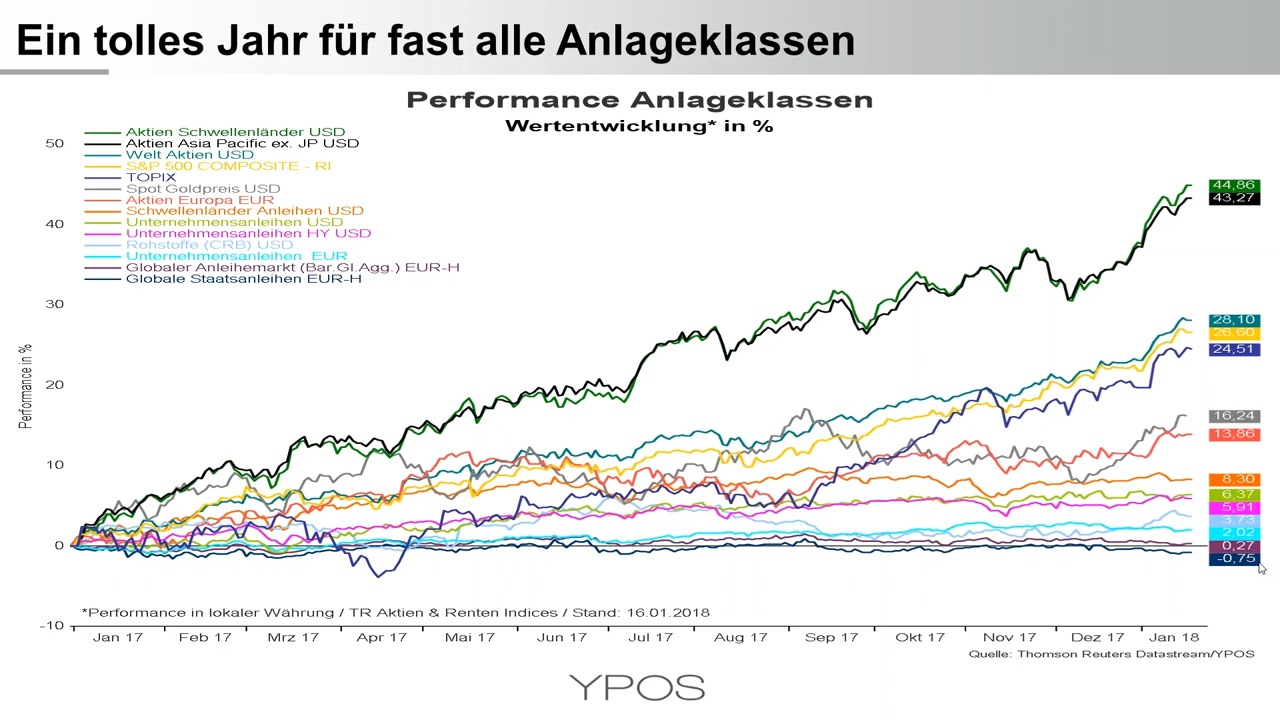 Ein tolles Jahr für fast alle Anlageklassen
Performance Anlageklassen
Wertentwicklung* in %
Aktien Schwellenländer USD
Aktien Asia Pacific ex. JP USD
Welt Aktien USD
S&P 500 COMPOSITE - RI
TOPIX
Spot Goldpreis USD
Aktien Europa EUR
Schwellenländer Anleihen USD
Unternehmensanleihen USD
Unternehmensanleihen HY USD
Rohstoffe (CRB) USD
Unternehmensanleihen EUR
Globaler Anleihemarkt (Bar.Gl.Agg.) EUR-H
Globale Staatsanleihen EUR-H
50
40
30
20
10
0
-10
Performance in %
44,86
43,27
28,10
26,60
24,51
16,24
13,86
8,30
6,37
5,91
3,73
2,02
0,27
-0,75
*Performance in lokaler Währung / TR Aktien & Renten Indices / Stand: 16.01.2018
Jan 17 Feb 17 Mrz 17 Apr 17 Mai 17 Jun 17 Jul 17 Aug 17 Sep 17 Okt 17 Nov 17 Dez 17 Jan 18
Quelle: Thomson Reuters Datastream/YPOS
YPOS